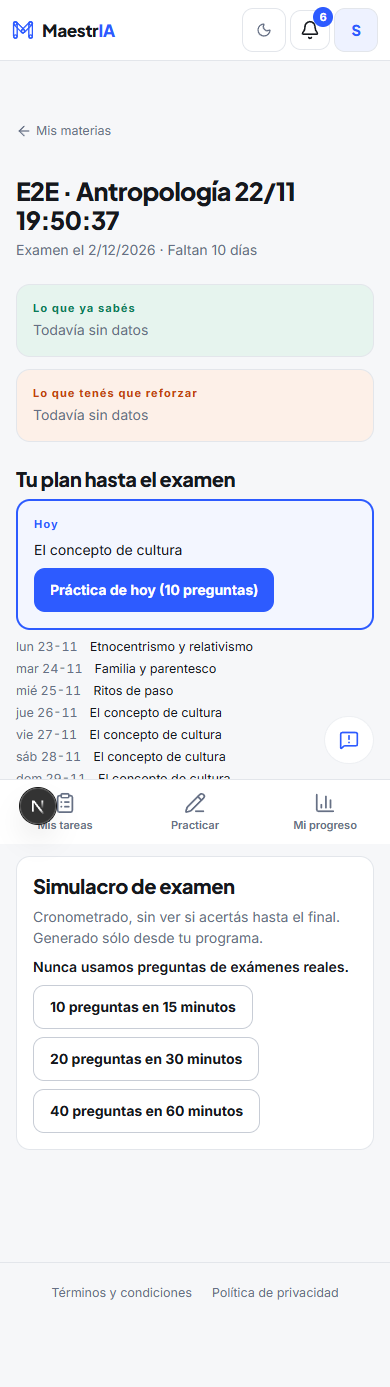 MaestrIA
6
S
Mis materias
E2E · Antropología 22/11
19:50:37
Examen el 2/12/2026 · Faltan 10 días
Lo que ya sabés
Todavía sin datos
Lo que tenés que reforzar
Todavía sin datos
Tu plan hasta el examen
Hoy
El concepto de cultura
Práctica de hoy (10 preguntas)
lun 23-11 Etnocentrismo y relativismo
mar 24-11 Familia y parentesco
mié 25-11 Ritos de paso
jue 26-11 El concepto de cultura
vie 27-11 El concepto de cultura
sáb 28-11 El concepto de cultura
dom 29-11 El concepto de cultura
N
Mis tareas
Practicar
Mi progreso
Simulacro de examen
Cronometrado, sin ver si acertás hasta el final.
Generado sólo desde tu programa.
Nunca usamos preguntas de exámenes reales.
10 preguntas en 15 minutos
20 preguntas en 30 minutos
40 preguntas en 60 minutos
Términos y condiciones
Política de privacidad